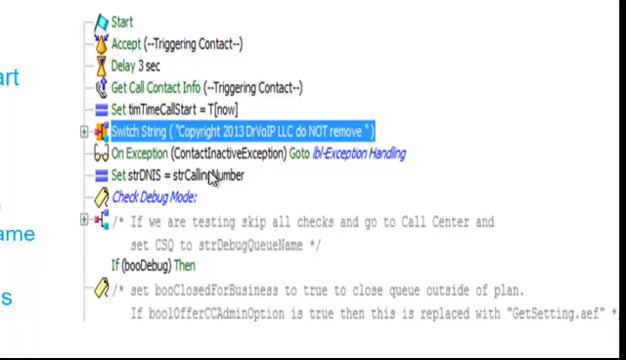 Start
Accept (--Triggering Contact--)
Delay 3 sec
art
Get Call Contact Info (--Triggering Contact--)
Set timTimeCallStart = T[now]
Switch String ( "Copyright 2013 DrVoIP LLC do NOT remove " )
On Exception (ContactInactiveException) Goto lbl-Exception Handling
Set strDNIS = strCallingNumber
Check Debug Mode:
/* If we are testing skip all checks and go to Call Center and
ame
set CSQ to strDebugQueueName */
If (booDebug) Then
/* set booClosedForBusiness to true to close queue outside of plan.
s
If boolOfferCCAdminOption is true then this is replaced with "GetSetting.aef" *